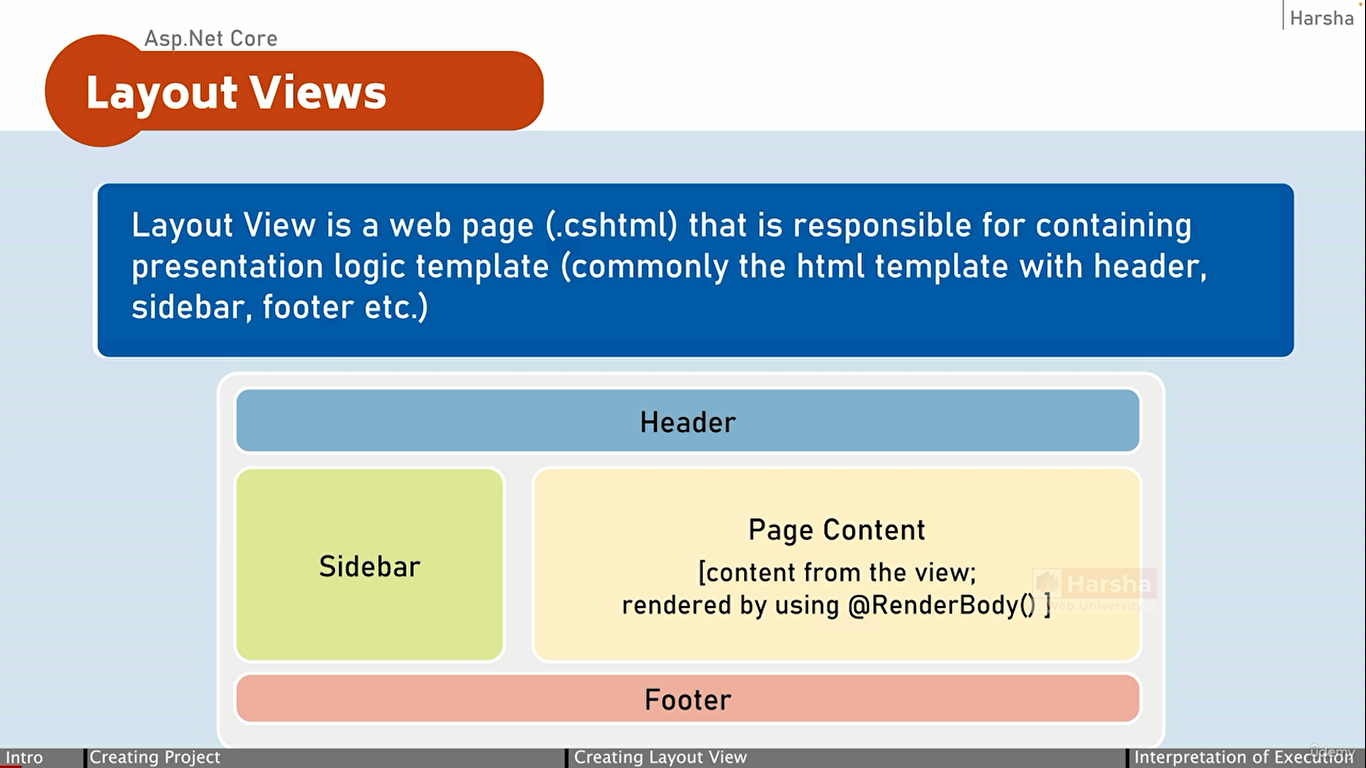 Harsha
Asp.Net Core
Layout Views
Layout View is a web page (.cshtml) that is responsible for containing
presentation logic template (commonly the html template with header,
sidebar, footer etc.)
Header
Sidebar
Page Content
[content from the view;
rendered by using @RenderBody() ]
Harsha
Web University
Footer
Intro
Creating Project
Creating Layout View
Interpretation of Execution
ûdemy